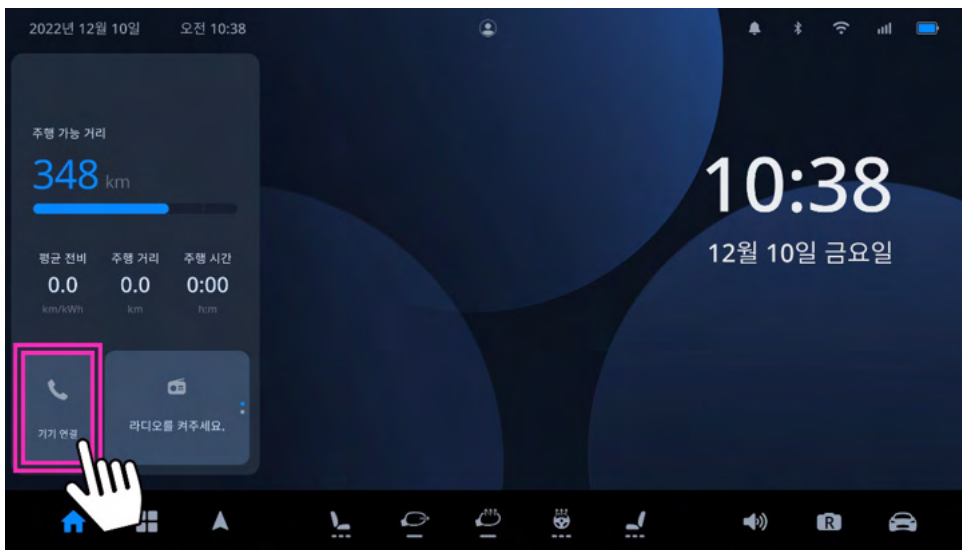 2022년 12월 10일 오전 10:38
주행 가능 거리
348 km
평균 전비 주행 거리 주행 시간
0.0 0.0 0:00
km/kWh km h:m
기기 연결
라디오를 켜주세요.
10:38
12월 10일 금요일
R